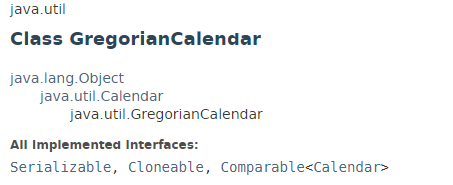 java.util
Class GregorianCalendar
java.lang.Object
java.util.Calendar
java.util.GregorianCalendar
All Implemented Interfaces:
Serializable, Cloneable, Comparable<Calendar>